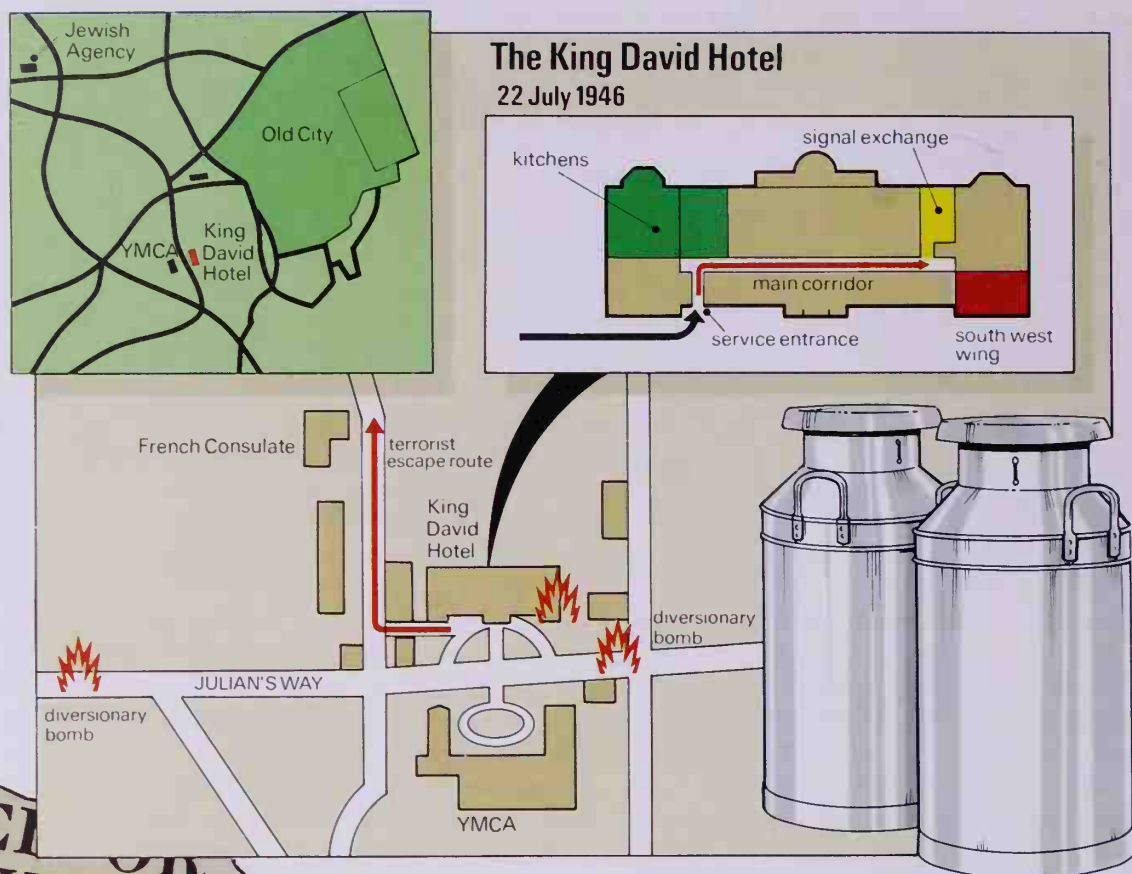 The King David Hotel
22 July 1946
Jewish
Agency
Old City
YMCA
King
David
Hotel
kitchens
signal exchange
main corridor
service entrance
south west
wing
French Consulate
terrorist
escape route
King
David
Hotel
diversionary
bomb
JULIAN'S WAY
diversionary
bomb
YMCA